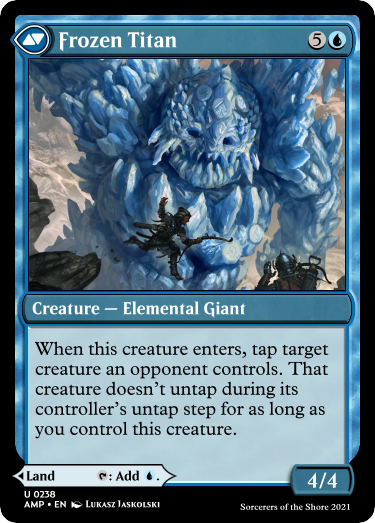 Frozen Titan 5
Creature — Elemental Giant
When this creature enters, tap target
creature an opponent controls. That
creature doesn't untap during its
controller's untap step for as long as
you control this creature.
Land : Add .
4/4
U 0238
AMP • EN Lukasz Jaskolski
Sorcerers of the Shore 2021